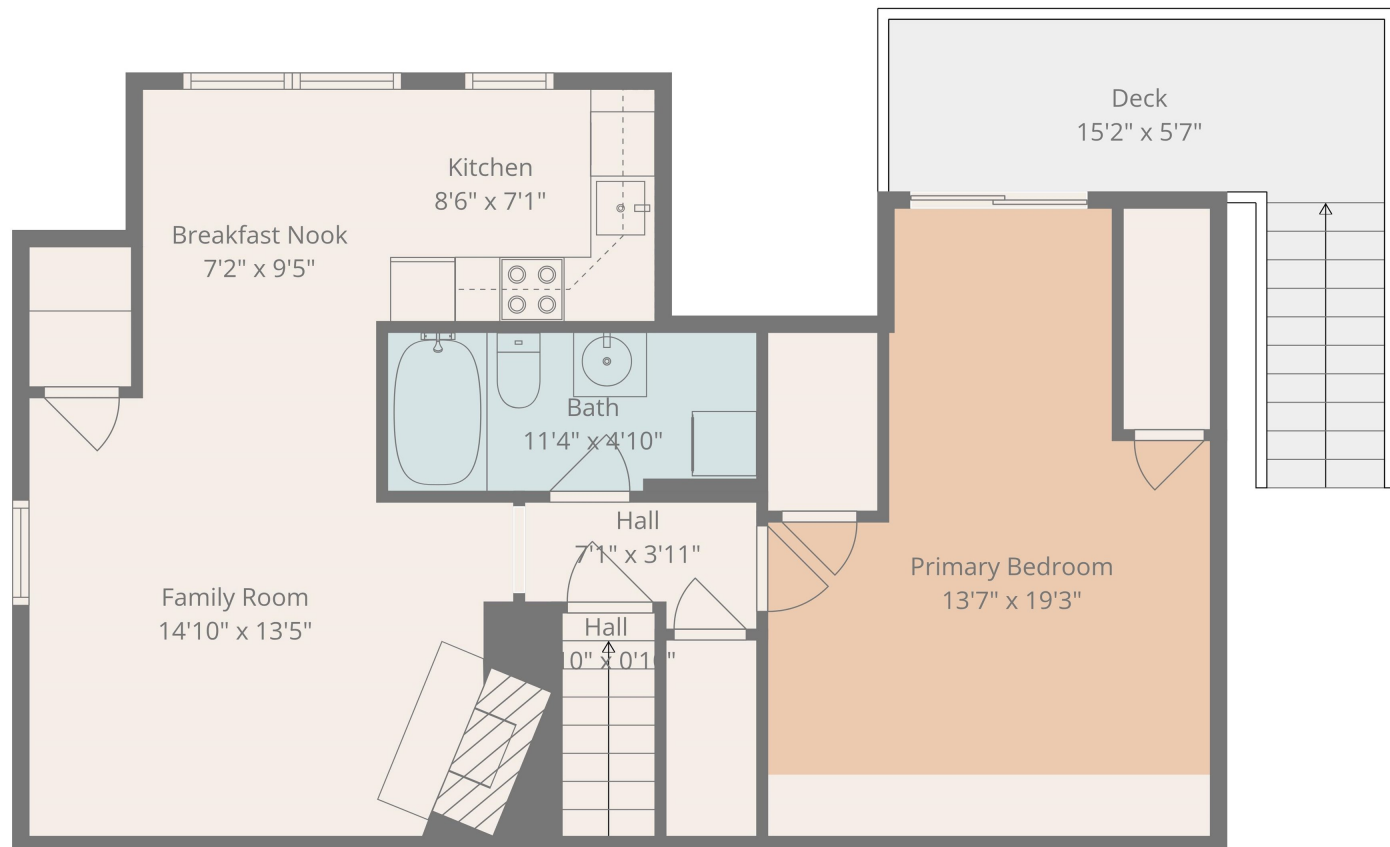 Deck
15'2" x 5'7"
Kitchen
8'6" x 7'1"
Breakfast Nook
7'2" x 9'5"
Bath
11'4" x 4'10"
Hall
7'1" x 3'11"
Primary Bedroom
13'7" x 19'3"
Family Room
14'10" x 13'5"
Hall
x